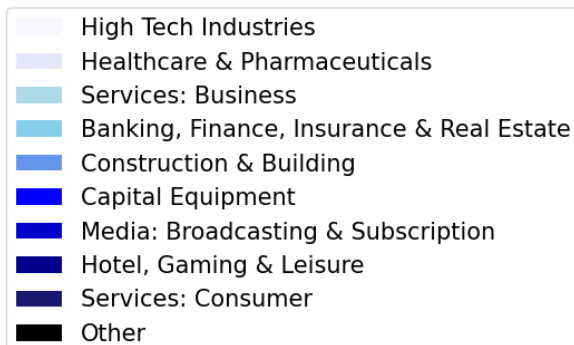 High Tech Industries
Healthcare & Pharmaceuticals
Services: Business
Banking, Finance, Insurance & Real Estate
Construction & Building
Capital Equipment
Media: Broadcasting & Subscription
Hotel, Gaming & Leisure
Services: Consumer
Other